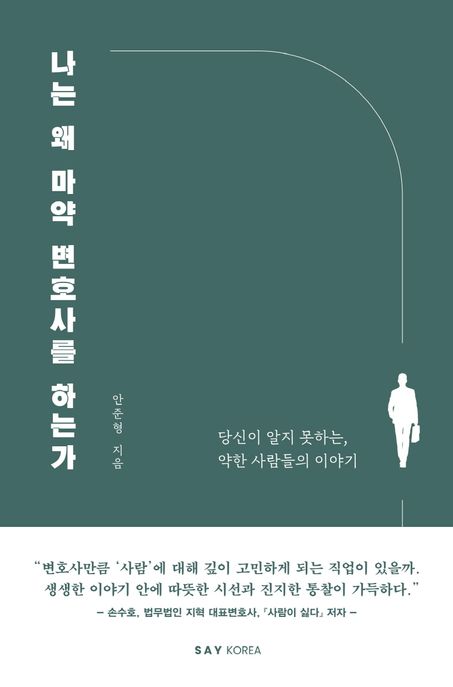 나는 왜 마약 변호사를 하는가
안준형 지음
당신이 알지 못하는,
약한 사람들의 이야기
“변호사만큼 ‘사람’에 대해 깊이 고민하게 되는 직업이 있을까.
생생한 이야기 안에 따뜻한 시선과 진지한 통찰이 가득하다.”
– 손수호, 법무법인 지혁 대표변호사, 『사람이 싫다』 저자 –
SAY KOREA